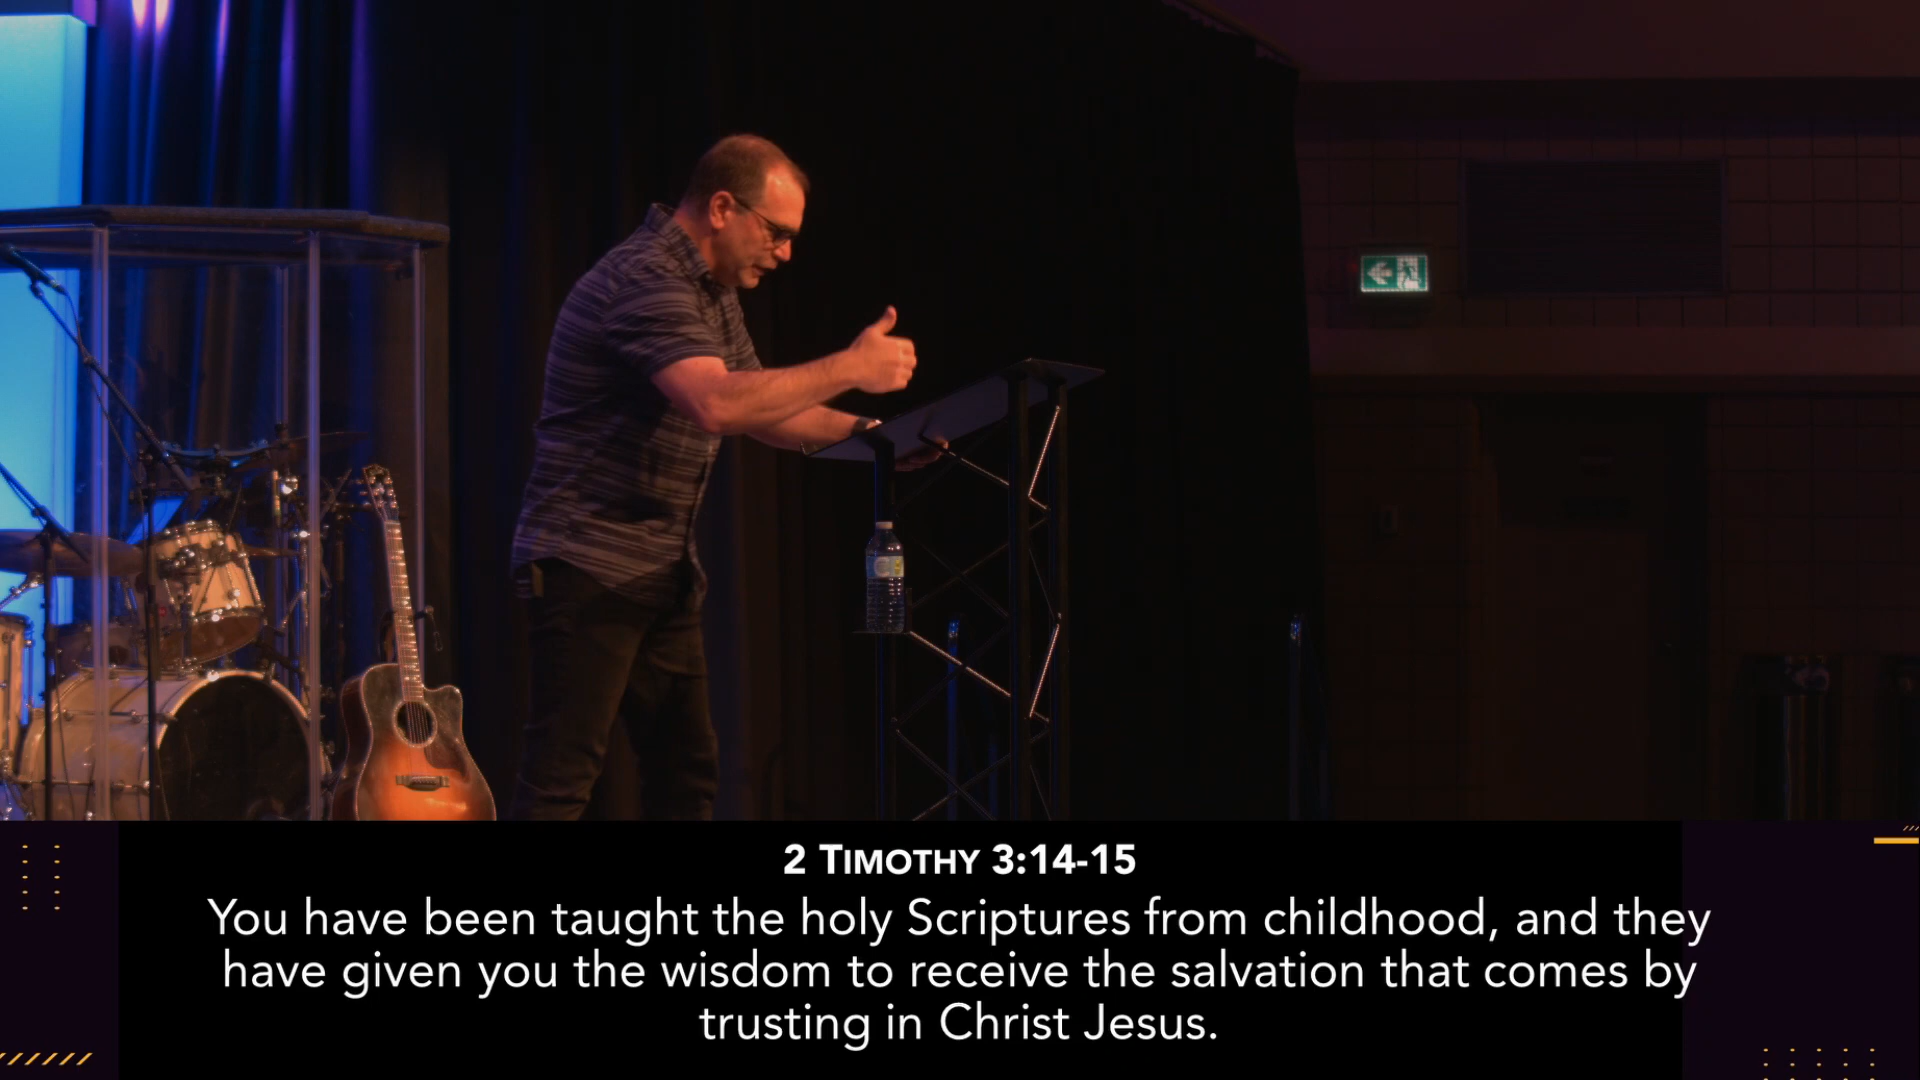 2 TIMOTHY 3:14-15
You have been taught the holy Scriptures from childhood, and they
have given you the wisdom to receive the salvation that comes by
trusting in Christ Jesus.